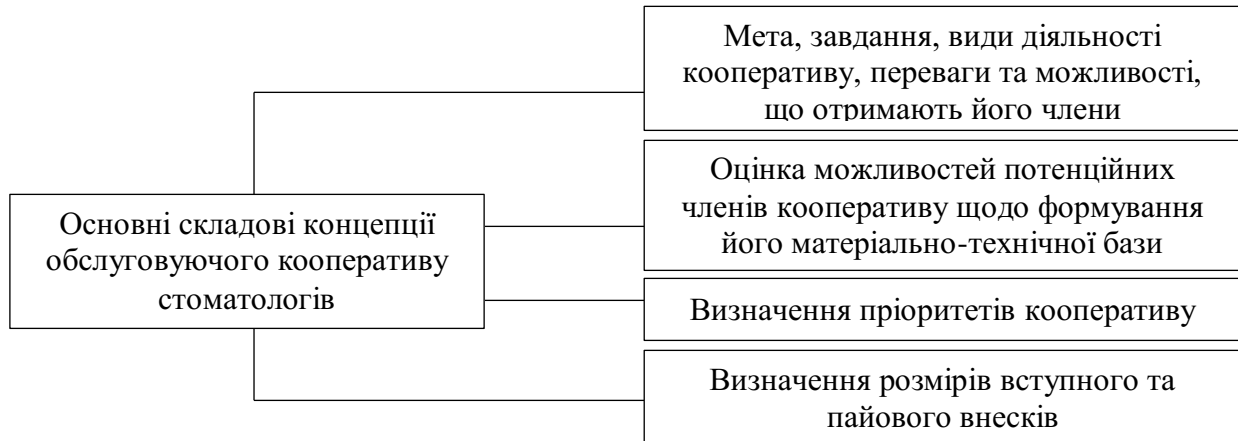 Мета, завдання, види діяльності
кооперативу, переваги та можливості,
що отримають його члени
Оцінка можливостей потенційних
членів кооперативу щодо формування
його матеріально-технічної бази
Основні складові концепції
обслуговуючого кооперативу
стоматологів
Визначення пріоритетів кооперативу
Визначення розмірів вступного та
пайового внесків